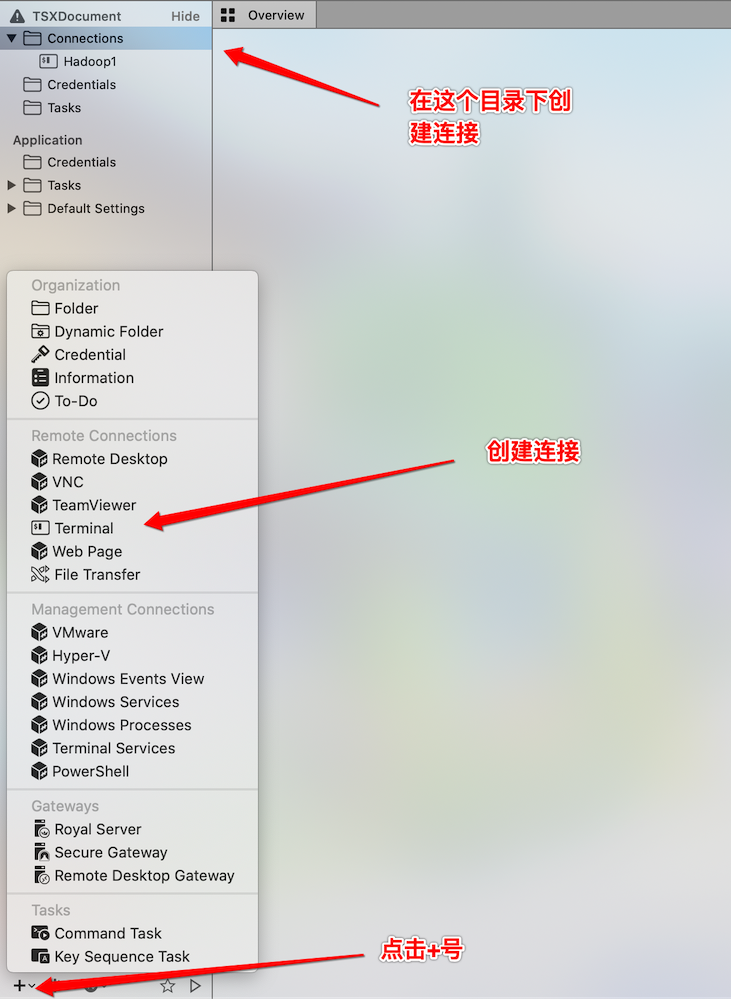 TSXDocument Hide Overview
Connections
Hadoop1
Credentials
Tasks
在这个目录下创
建连接
Application
Credentials
Tasks
Default Settings
Organization
Folder
Dynamic Folder
Credential
Information
To-Do
Remote Connections
创建连接
Remote Desktop
VNC
TeamViewer
Terminal
Web Page
File Transfer
Management Connections
VMware
Hyper-V
Windows Events View
Windows Services
Windows Processes
Terminal Services
PowerShell
Gateways
Royal Server
Secure Gateway
Remote Desktop Gateway
Tasks
Command Task
点击+号
Key Sequence Task